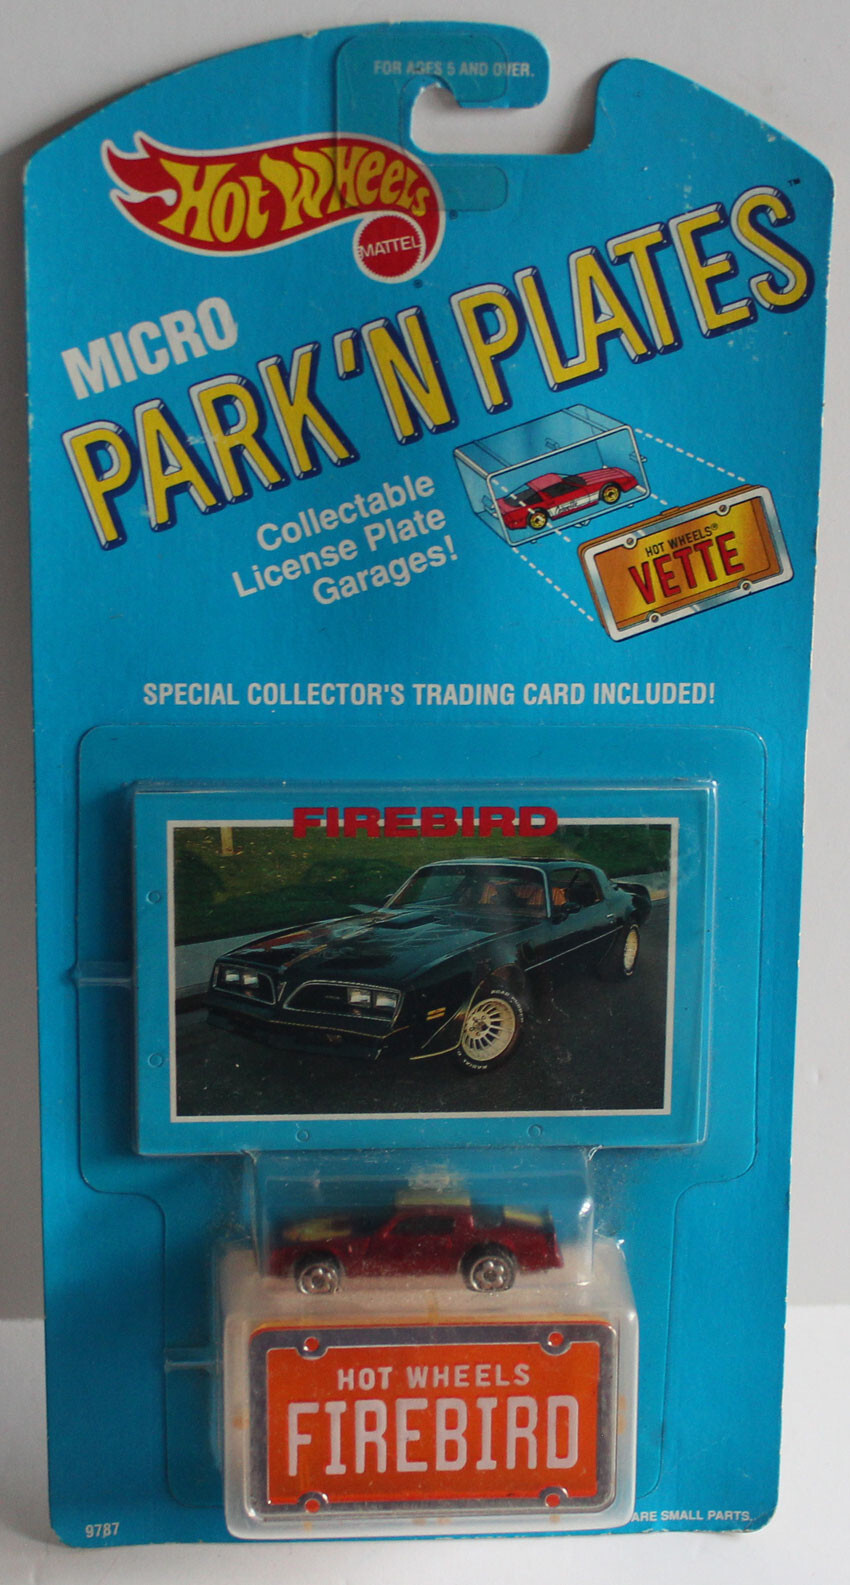 FOR AGES 5 AND OVER.
HOT WHEELS®
MATTEL®
MICRO
PARK 'N PLATES™
Collectable
License Plate
Garages!
HOT WHEELS®
VETTE
SPECIAL COLLECTOR'S TRADING CARD INCLUDED!
FIREBIRD
HOT WHEELS
FIREBIRD
9787
ARE SMALL PARTS.